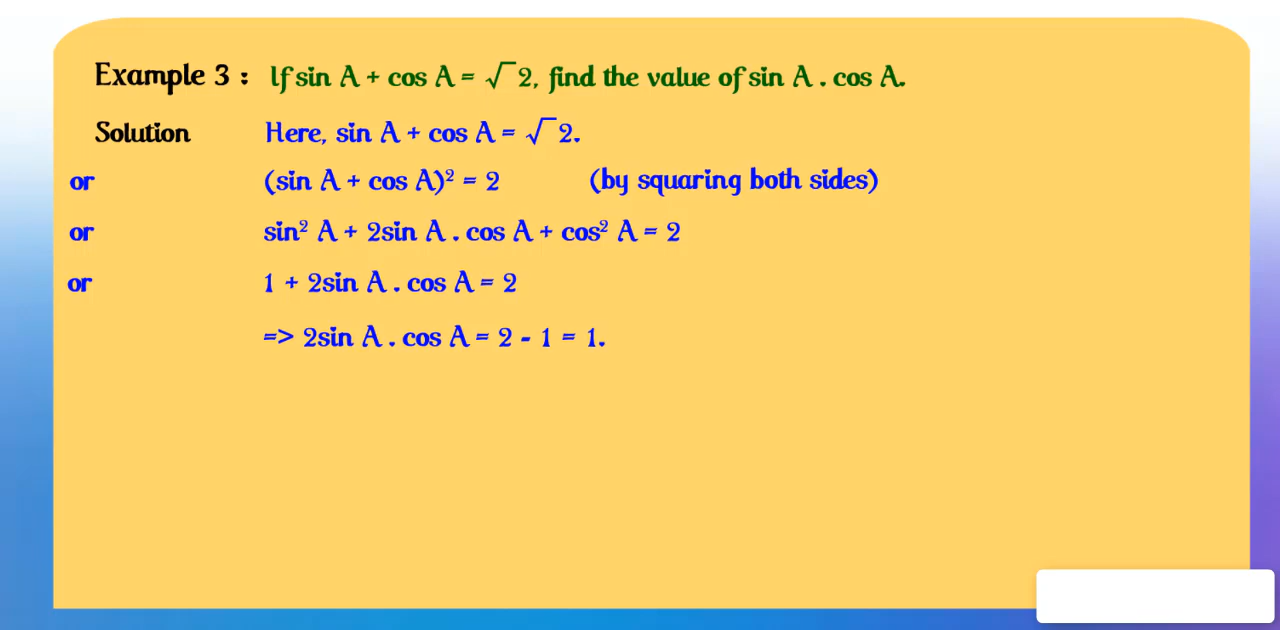 Example 3 : If sin A + cos A = √2, find the value of sin A . cos A.
Solution Here, sin A + cos A = √2.
or (sin A + cos A)² = 2 (by squaring both sides)
or sin² A + 2sin A . cos A + cos² A = 2
or 1 + 2sin A . cos A = 2
=> 2sin A . cos A = 2 - 1 = 1.